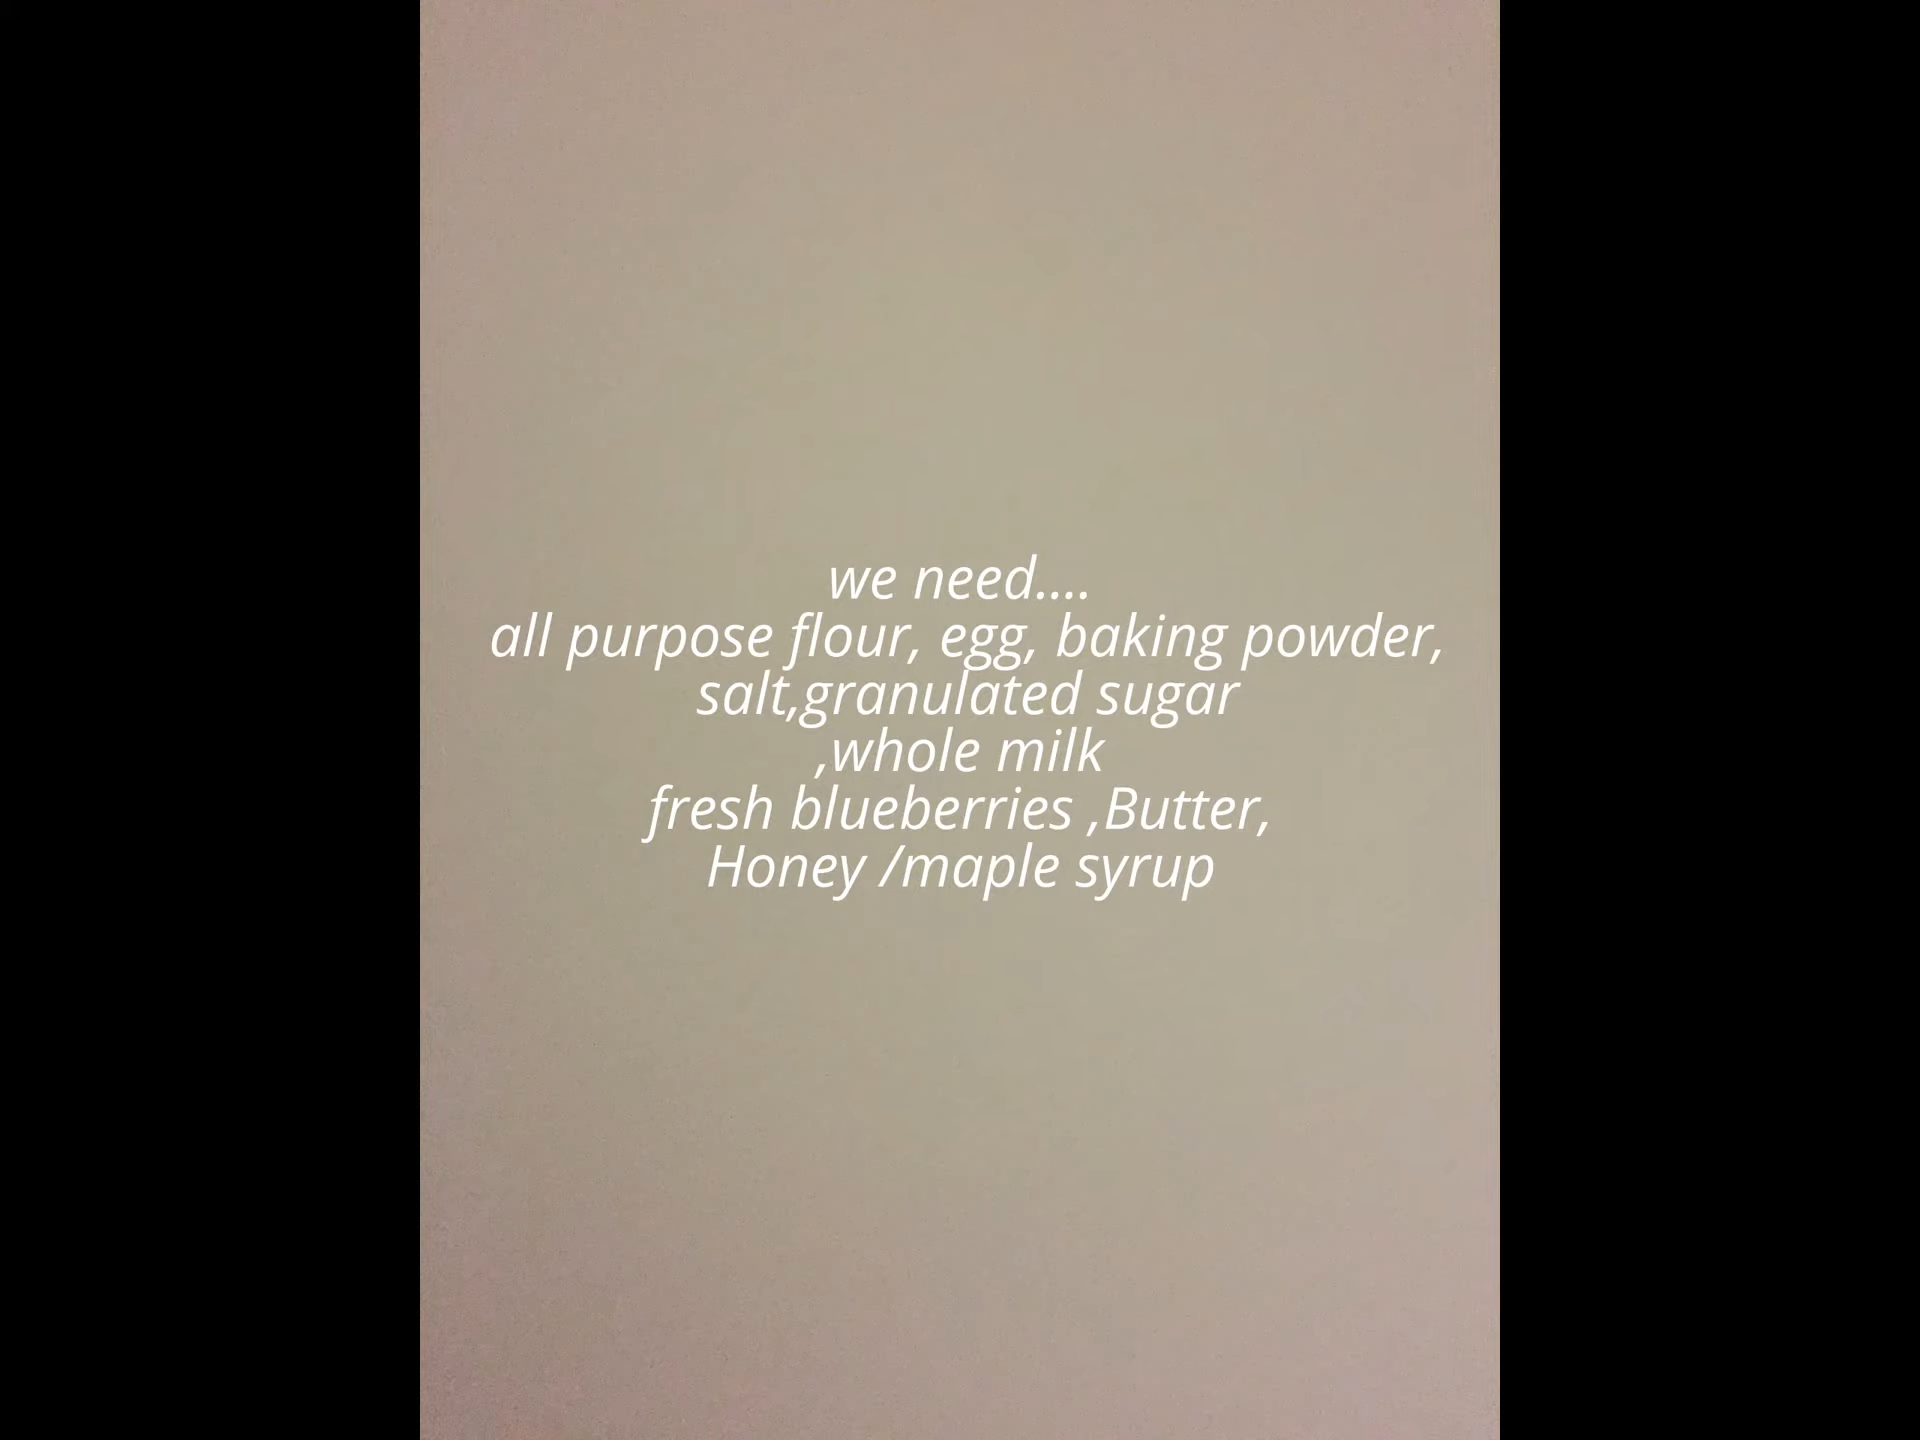 we need....
all purpose flour, egg, baking powder,
salt,granulated sugar
,whole milk
fresh blueberries ,Butter,
Honey /maple syrup